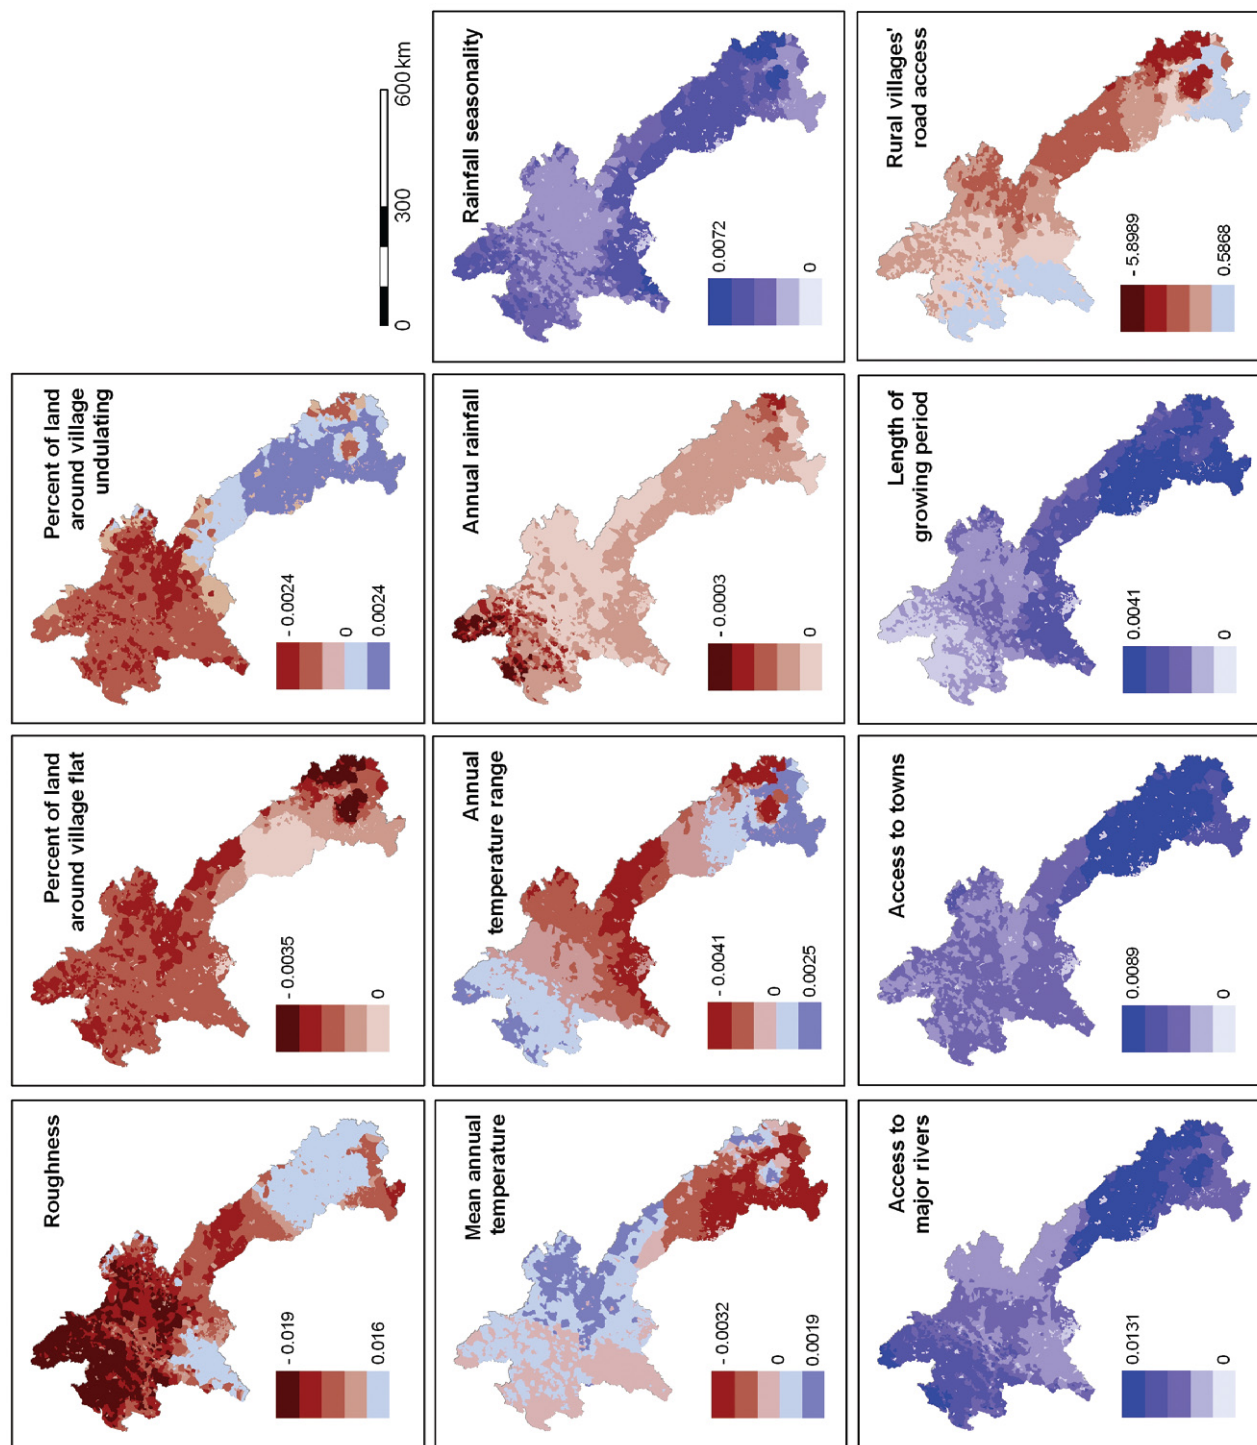 Roughness
- 0.019
0.016
Percent of land
around village flat
- 0.0035
0
Percent of land
around village
undulating
- 0.0024
0
0.0024
0
300
600 km
Mean annual
temperature
- 0.0032
0
0.0019
Annual
temperature range
- 0.0041
0
0.0025
Annual rainfall
- 0.0003
0
Rainfall seasonality
0.0072
0
Access to
major rivers
0.0131
0
Access to towns
0.0089
0
Length of
growing period
0.0041
0
Rural villages'
road access
- 5.8989
0.5868